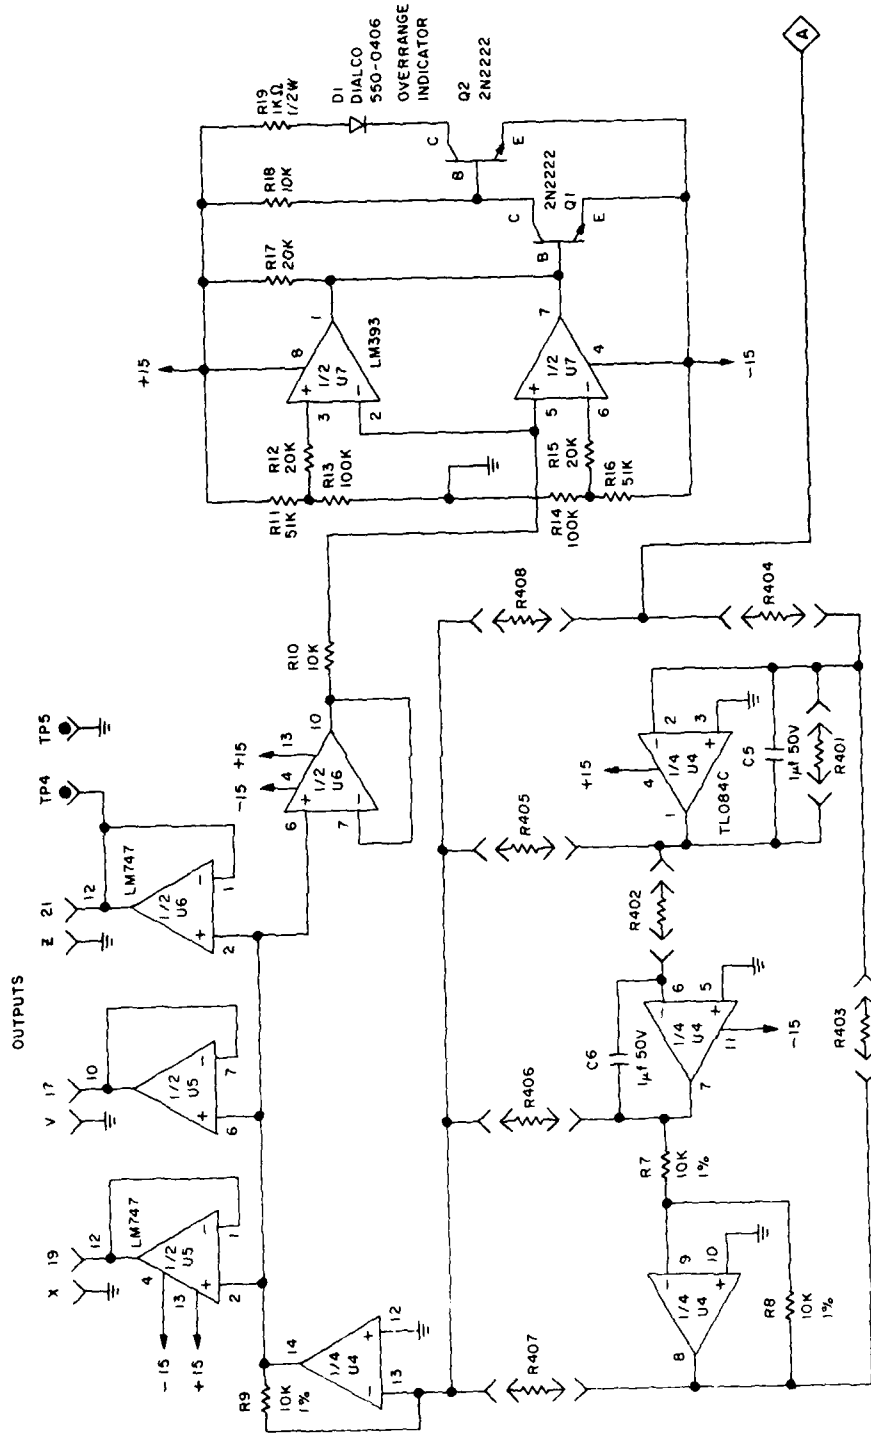 OUTPUTS
X 19
V 17
Z 21
TP4
TP5
12
LM747
4
13
1/2
U5
-
+
1
2
-15
+15
10
1/2
U5
-
+
7
6
12
LM747
1/2
U6
-
+
1
2
R9
10K
1%
14
1/4
U4
-
+
13
12
6
7
+
-
1/2
U6
4
13
-15
+15
10
R10
10K
+15
-15
R11
51K
R12
20K
R13
100K
R14
100K
R15
20K
R16
51K
3
2
+
-
1/2
U7
8
1
LM393
5
6
+
-
1/2
U7
4
7
R17
20K
R18
10K
R19
1KΩ
1/2W
D1
DIALCO
550-0406
OVERRANGE
INDICATOR
Q2
2N2222
C
B
E
2N2222
Q1
C
B
E
A
R407
R406
R405
R408
R404
8
1/4
U4
-
+
9
10
R8
10K
1%
R7
10K
1%
C6
1μf 50V
7
1/4
U4
-
+
6
5
11
-15
R402
1
1/4
U4
-
+
2
3
4
+15
TL084C
C5
1μf 50V
R401
R403